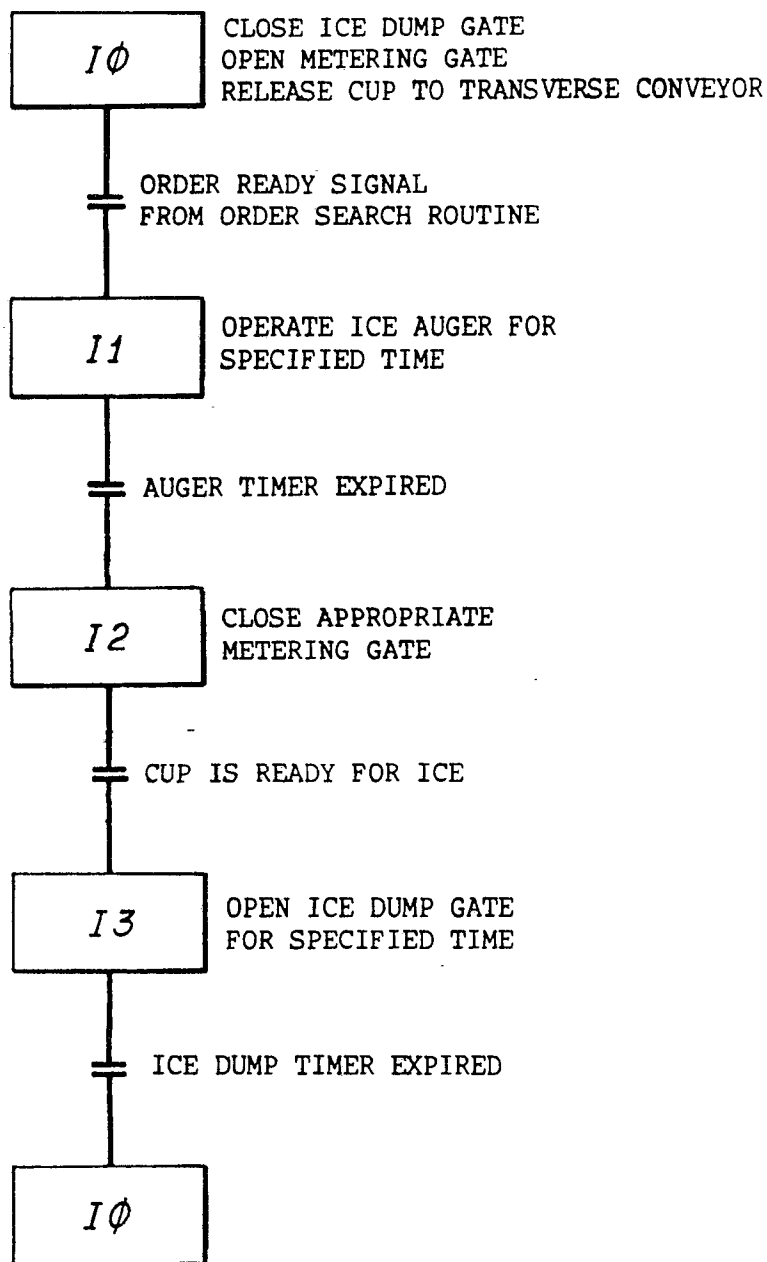 IΦ
CLOSE ICE DUMP GATE
OPEN METERING GATE
RELEASE CUP TO TRANSVERSE CONVEYOR
ORDER READY SIGNAL
FROM ORDER SEARCH ROUTINE
I1
OPERATE ICE AUGER FOR
SPECIFIED TIME
AUGER TIMER EXPIRED
I2
CLOSE APPROPRIATE
METERING GATE
CUP IS READY FOR ICE
I3
OPEN ICE DUMP GATE
FOR SPECIFIED TIME
ICE DUMP TIMER EXPIRED
IΦ